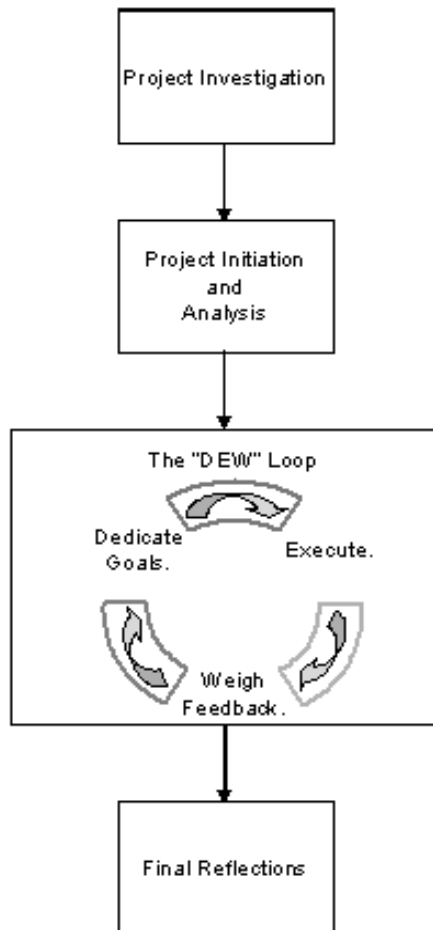 Project Investigation
Project Initiation
and
Analysis
The "DEW" Loop
Dedicate
Goals.
Execute.
Weigh
Feedback.
Final Reflections